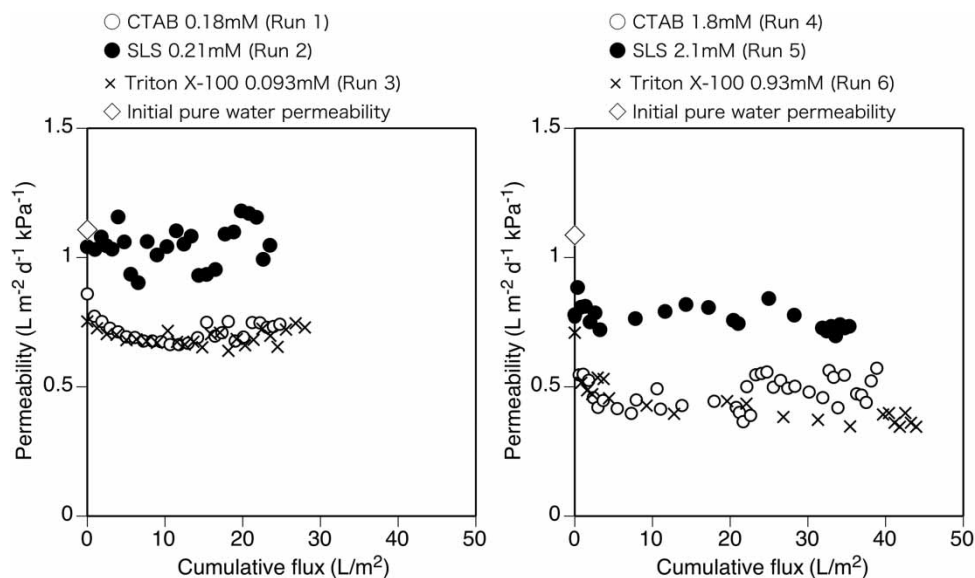 CTAB 0.18mM (Run 1)
SLS 0.21mM (Run 2)
Triton X-100 0.093mM (Run 3)
Initial pure water permeability
1.5
1
0.5
0
Permeability (L m-2 d-1 kPa-1)
0
10
20
30
40
50
Cumulative flux (L/m2)
CTAB 1.8mM (Run 4)
SLS 2.1mM (Run 5)
Triton X-100 0.93mM (Run 6)
Initial pure water permeability
1.5
1
0.5
0
Permeability (L m-2 d-1 kPa-1)
0
10
20
30
40
50
Cumulative flux (L/m2)